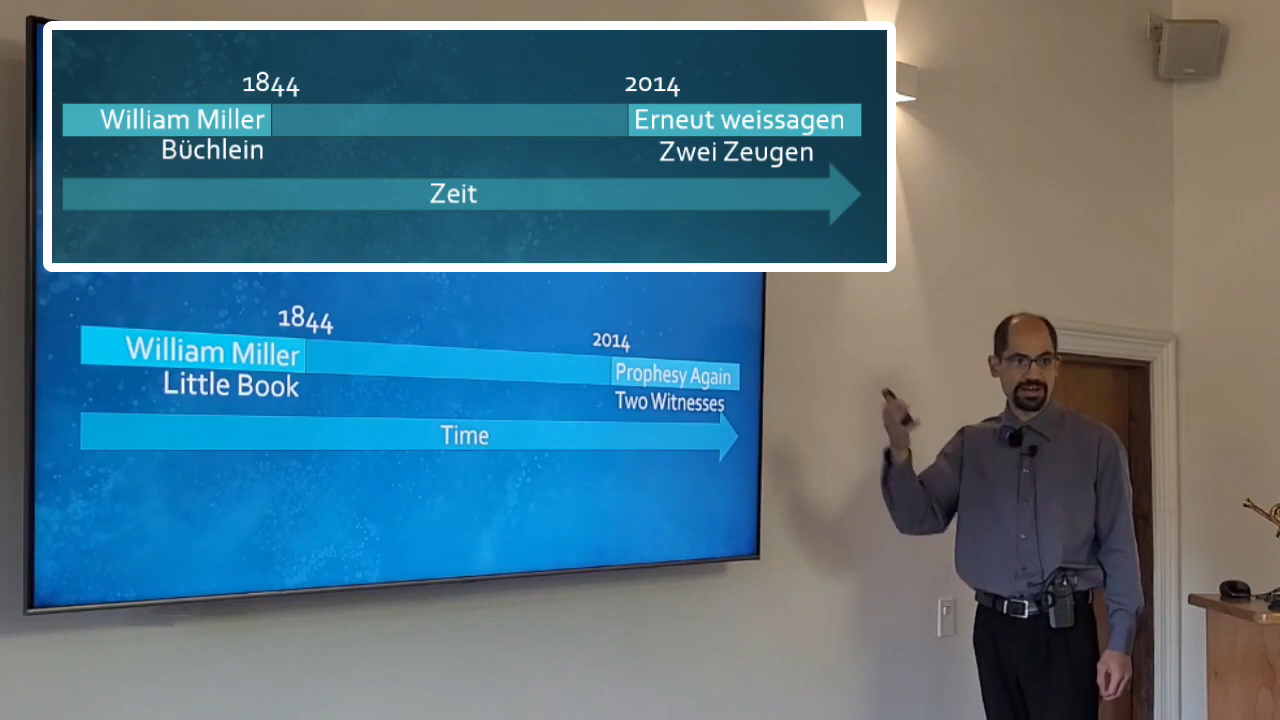 1844 2014
William Miller Erneut weissagen
Büchlein Zwei Zeugen
Zeit
1844 2014
William Miller Prophesy Again
Little Book Two Witnesses
Time